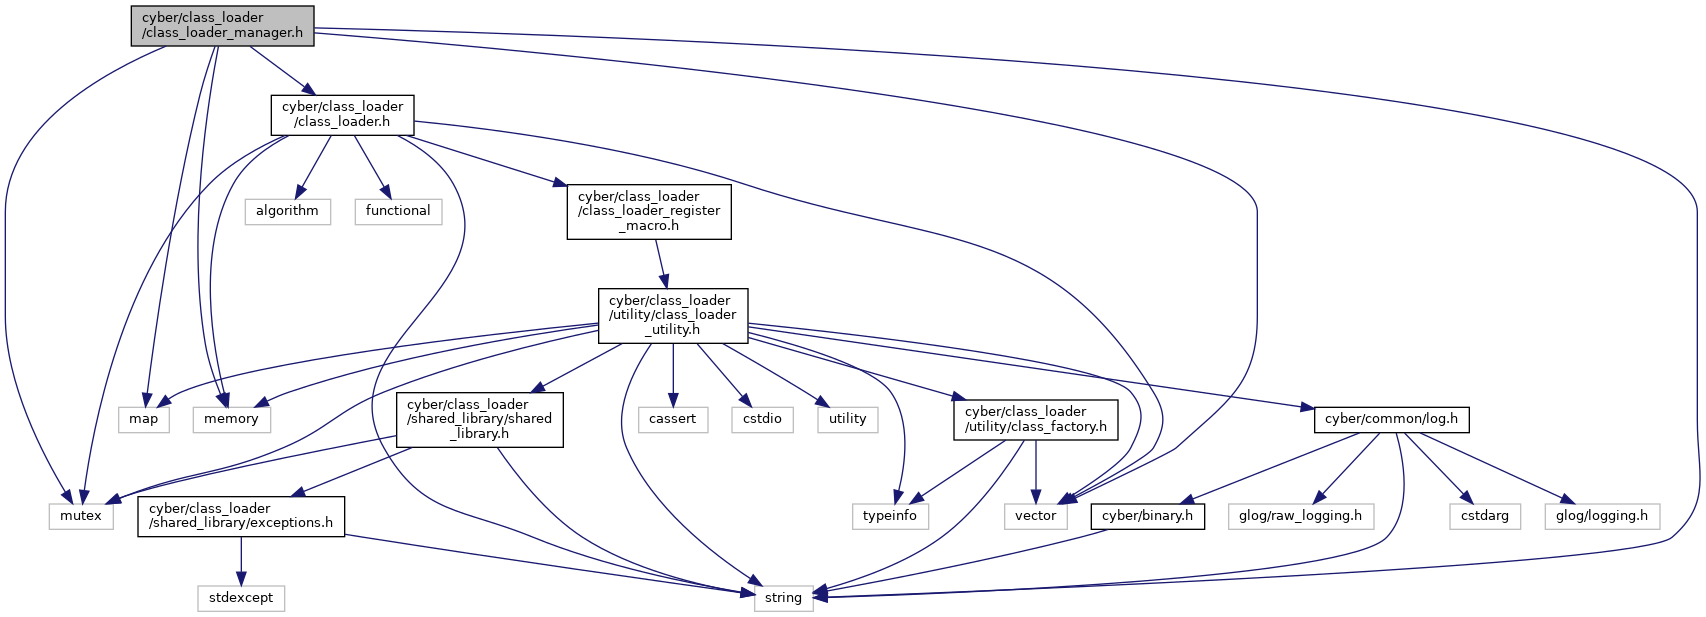 cyber/class_loader
/class_loader_manager.h
cyber/class_loader
/class_loader.h
algorithm
functional
cyber/class_loader
/class_loader_register
_macro.h
cyber/class_loader
/utility/class_loader
_utility.h
map
memory
cyber/class_loader
/shared_library/shared
_library.h
cassert
cstdio
utility
cyber/class_loader
/utility/class_factory.h
cyber/common/log.h
mutex
cyber/class_loader
/shared_library/exceptions.h
typeinfo
vector
cyber/binary.h
glog/raw_logging.h
cstdarg
glog/logging.h
stdexcept
string